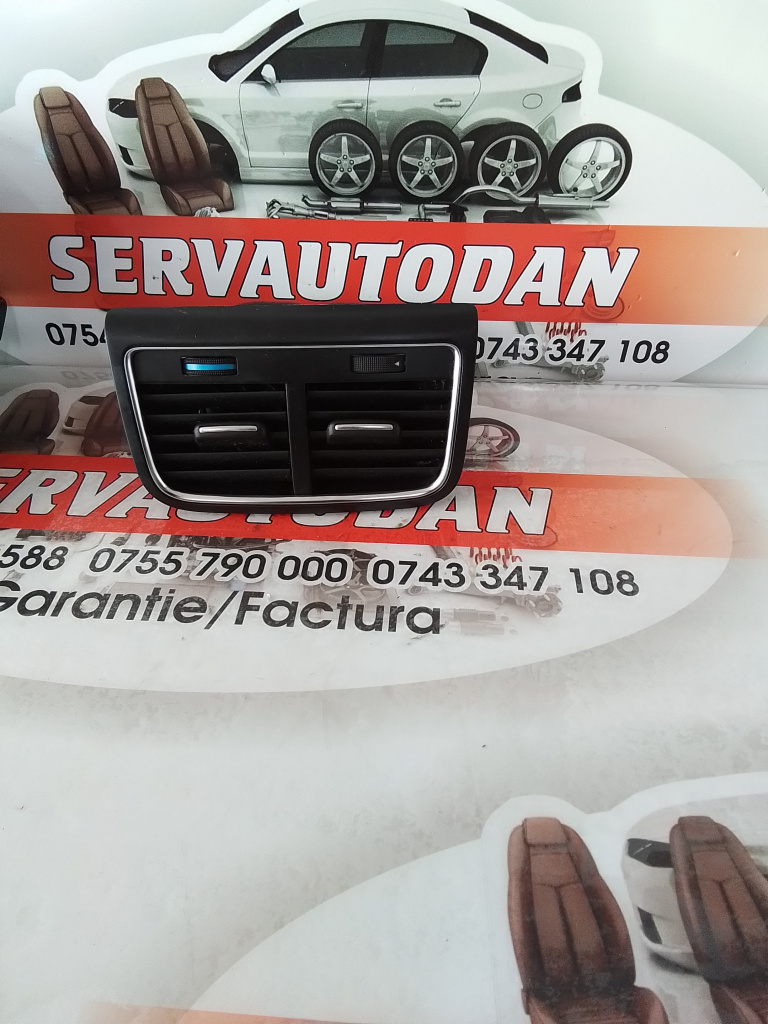 SERVAUTODAN
0754 0743 347 108
ERVAUTODAN
588 0755 790 000 0743 347 108
Garantie/Factura